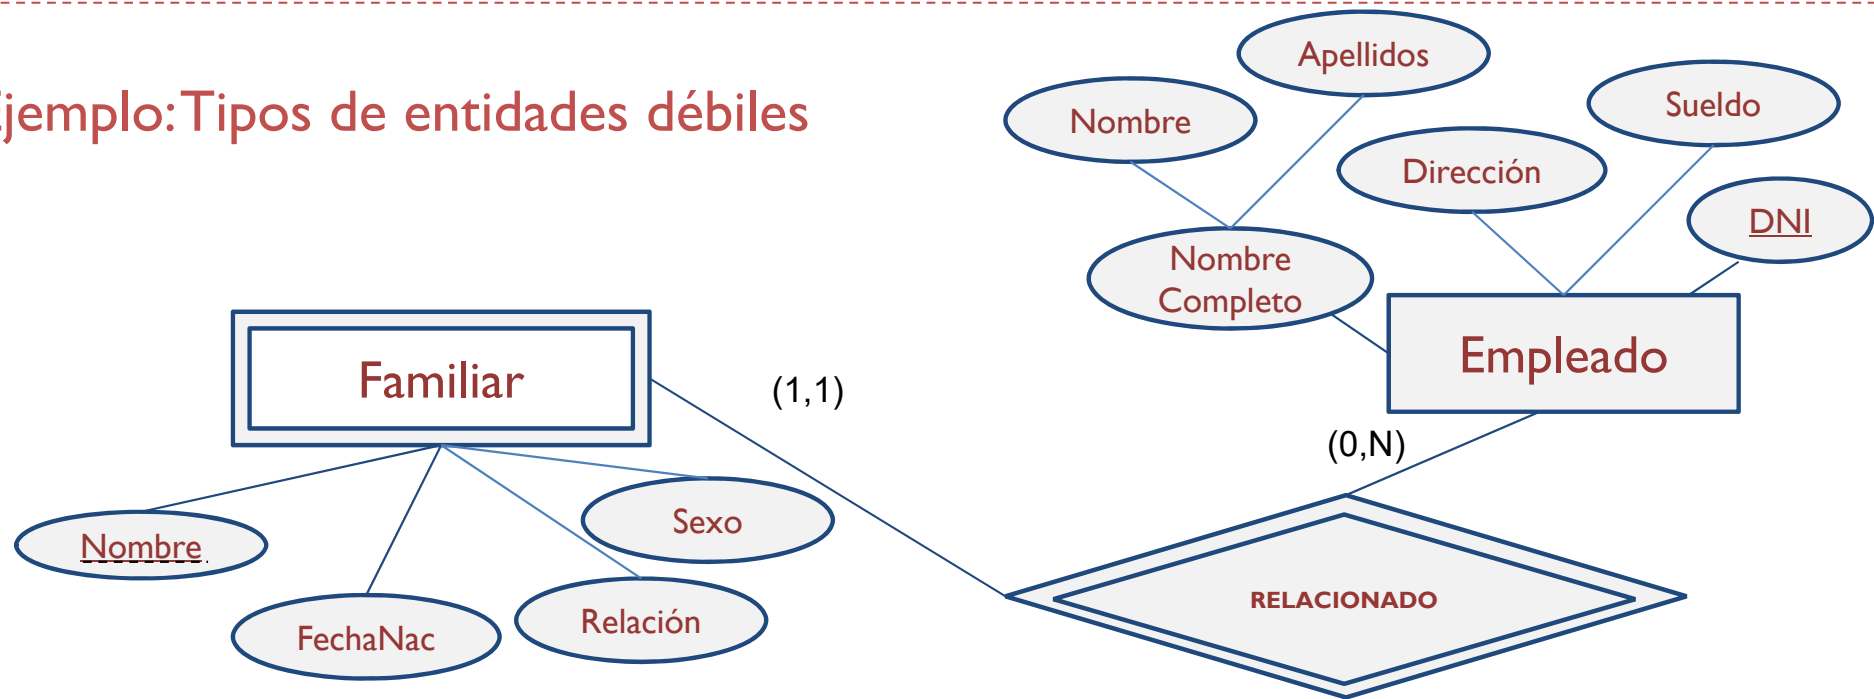 jemplo: Tipos de entidades débiles
Apellidos
Nombre
Sueldo
Dirección
DNI
Nombre
Completo
Empleado
Familiar
(1,1)
(0,N)
Sexo
Nombre
Relación
FechaNac
RELACIONADO